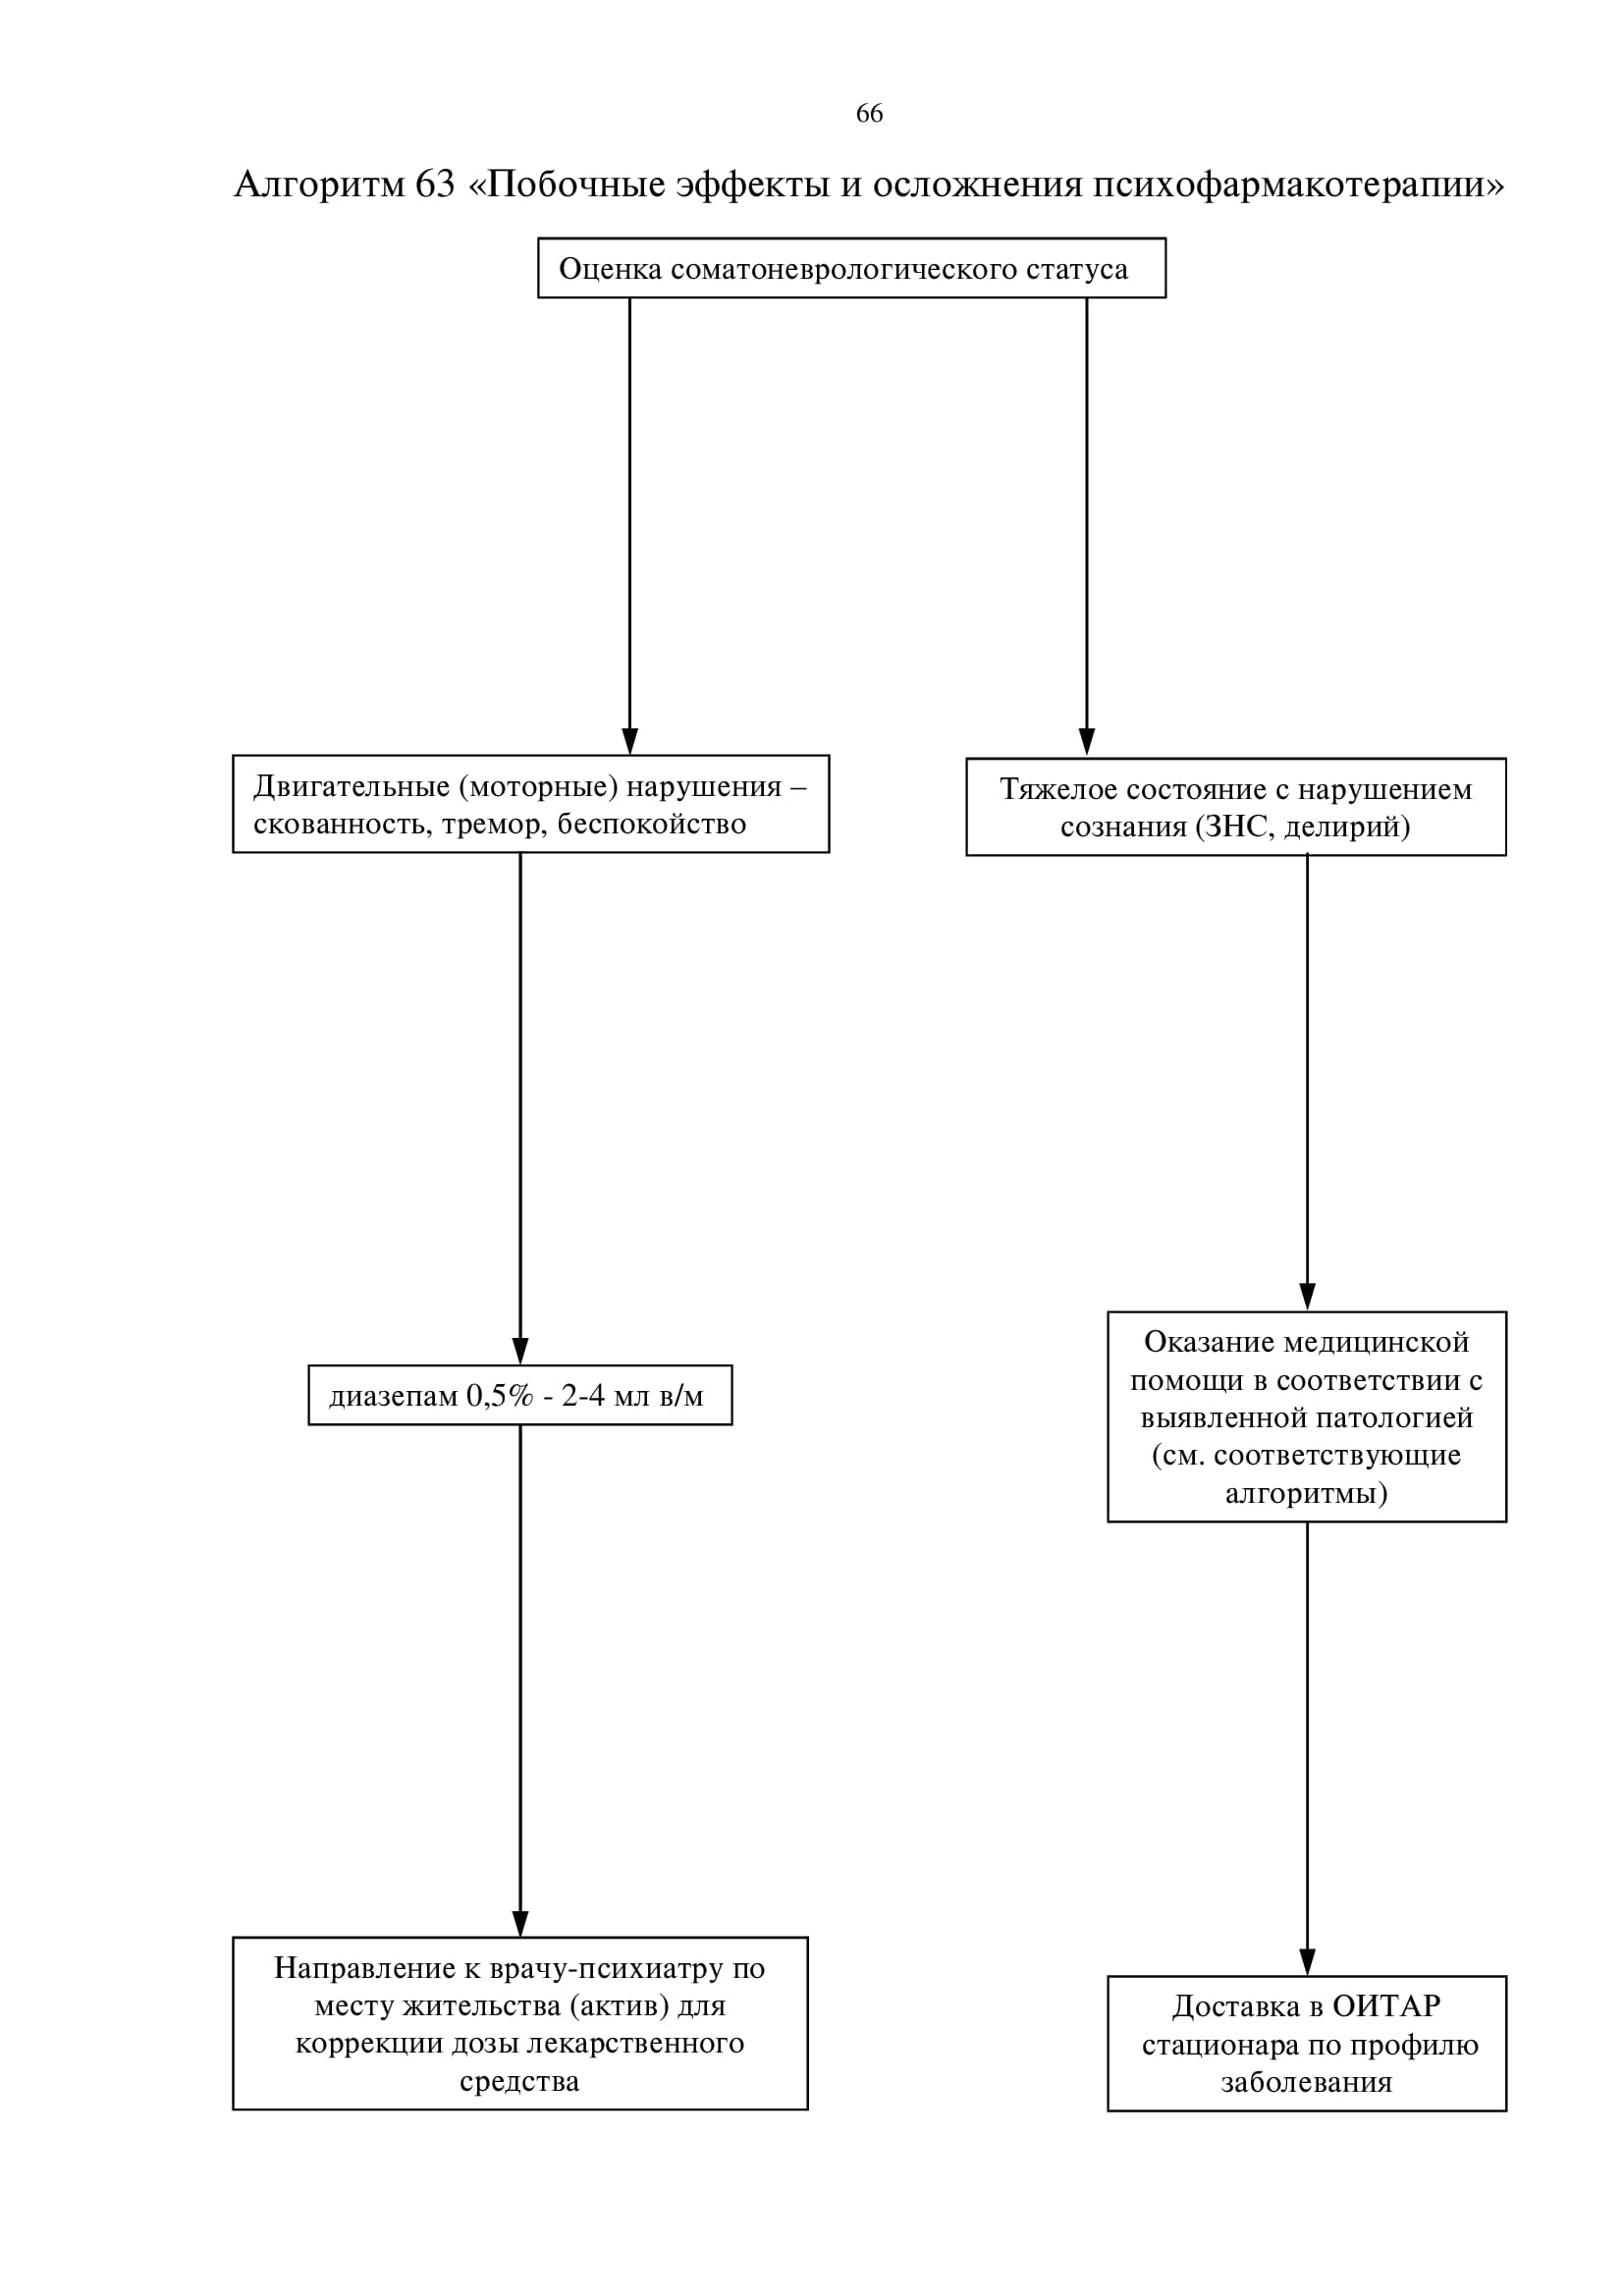 66
Алгоритм 63 «Побочные эффекты и осложнения психофармакотерапии»
Оценка соматоневрологического статуса
Двигательные (моторные) нарушения –
скованность, тремор, беспокойство
Тяжелое состояние с нарушением
сознания (ЗНС, делирий)
диазепам 0,5% - 2-4 мл в/м
Оказание медицинской
помощи в соответствии с
выявленной патологией
(см. соответствующие
алгоритмы)
Направление к врачу-психиатру по
месту жительства (актив) для
коррекции дозы лекарственного
средства
Доставка в ОИТАР
стационара по профилю
заболевания